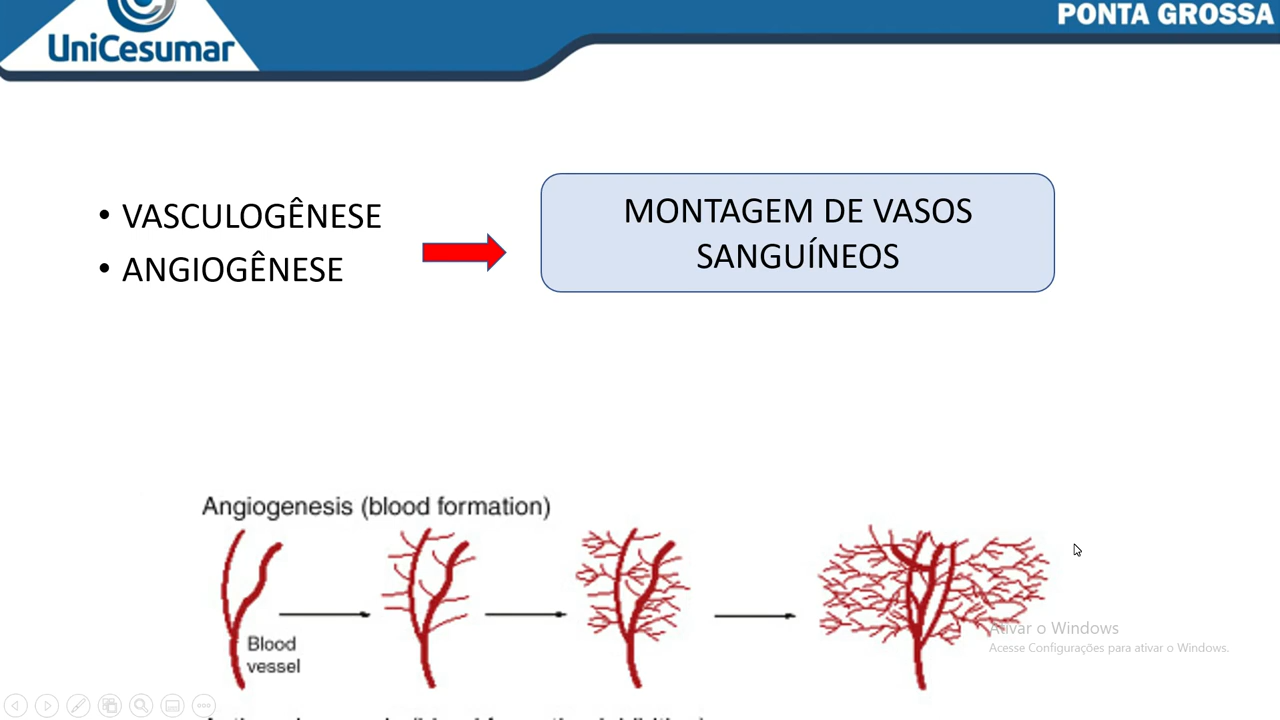 PONTA GROSSA
UniCesumar
• VASCULOGÊNESE
• ANGIOGÊNESE
MONTAGEM DE VASOS
SANGUÍNEOS
Angiogenesis (blood formation)
Blood
vessel
Ativar o Windows
Acesse Configurações para ativar o Windows.